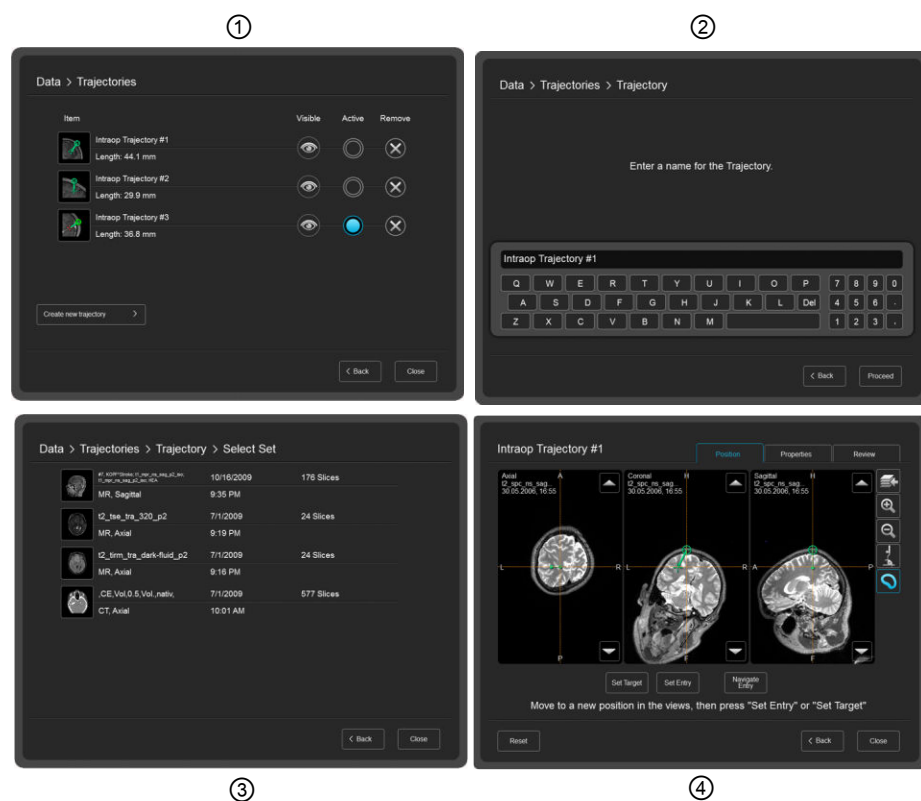 ①
Data > Trajectories
Item Visible Active Remove
Intraop Trajectory #1
Length: 44.1 mm
Intraop Trajectory #2
Length: 29.9 mm
Intraop Trajectory #3
Length: 36.8 mm
Create new trajectory >
< Back Close
②
Data > Trajectories > Trajectory
Enter a name for the Trajectory.
Intraop Trajectory #1
Q W E R T Y U I O P 7 8 9 0
A S D F G H J K L Del 4 5 6 -
Z X C V B N M 1 2 3 .
< Back Proceed
Data > Trajectories > Trajectory > Select Set
10/16/2009 176 Slices
MR, Sagittal 9:35 PM
t2_tse_tra_320_p2 7/1/2009 24 Slices
MR, Axial 9:19 PM
t2_tirm_tra_dark-fluid_p2 7/1/2009 24 Slices
MR, Axial 9:16 PM
,CE,Vol,0.5,Vol.,nativ, 7/1/2009 577 Slices
CT, Axial 10:01 AM
< Back Close
③
Intraop Trajectory #1 Position Properties Review
Axial A
t2_spc_ns_sag...
30.05.2006, 16:55
L R
P
Coronal H
t2_spc_ns_sag...
30.05.2006, 16:55
L R
F
Sagittal H
t2_spc_ns_sag...
30.05.2006, 16:55
A P
F
Set Target Set Entry Navigate Entry
Move to a new position in the views, then press "Set Entry" or "Set Target"
Reset < Back Close
④